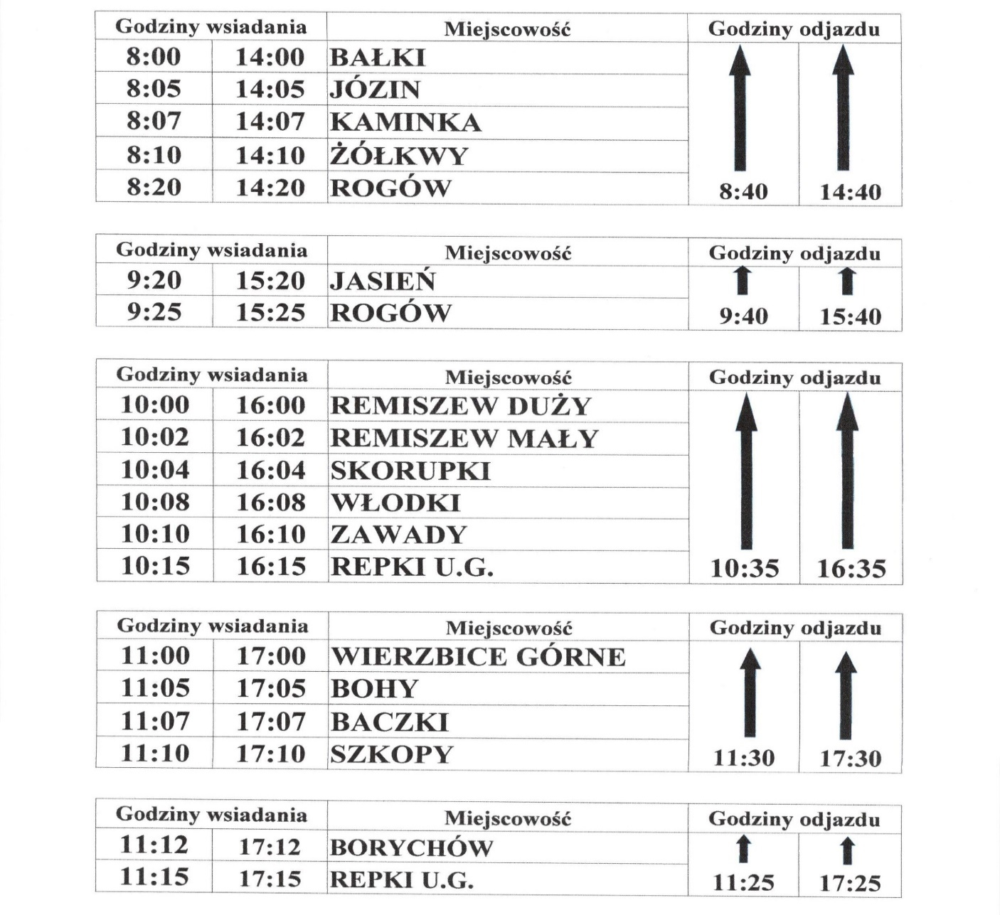 Godziny wsiadania Miejscowość Godziny odjazdu
8:00 14:00 BAŁKI
8:05 14:05 JÓZIN
8:07 14:07 KAMINKA
8:10 14:10 ŻÓŁKWY
8:20 14:20 ROGÓW 8:40 14:40
Godziny wsiadania Miejscowość Godziny odjazdu
9:20 15:20 JASIEŃ
9:25 15:25 ROGÓW 9:40 15:40
Godziny wsiadania Miejscowość Godziny odjazdu
10:00 16:00 REMISZEW DUŻY
10:02 16:02 REMISZEW MAŁY
10:04 16:04 SKORUPKI
10:08 16:08 WŁODKI
10:10 16:10 ZAWADY
10:15 16:15 REPKI U.G. 10:35 16:35
Godziny wsiadania Miejscowość Godziny odjazdu
11:00 17:00 WIERZBICE GÓRNE
11:05 17:05 BOHY
11:07 17:07 BACZKI
11:10 17:10 SZKOPY 11:30 17:30
Godziny wsiadania Miejscowość Godziny odjazdu
11:12 17:12 BORYCHÓW
11:15 17:15 REPKI U.G. 11:25 17:25